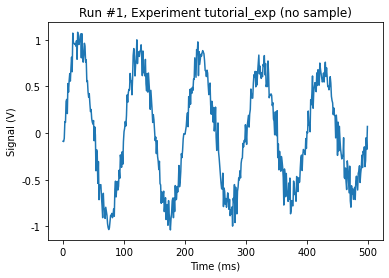 Run #1, Experiment tutorial_exp (no sample)
Signal (V)
1
0.5
0
-0.5
-1
0 100 200 300 400 500
Time (ms)